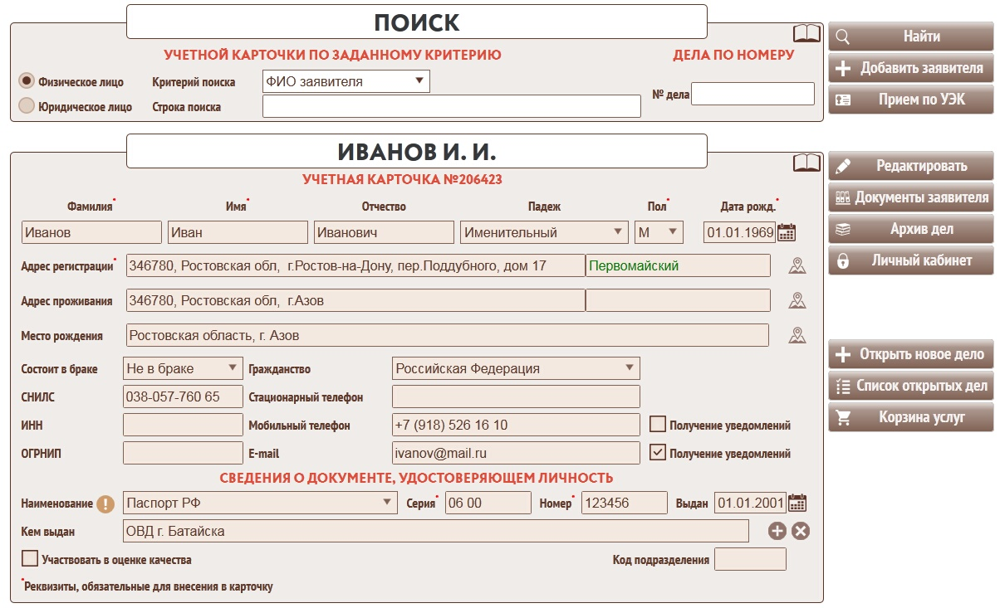 ПОИСК
УЧЕТНОЙ КАРТОЧКИ ПО ЗАДАННОМУ КРИТЕРИЮ
ДЕЛА ПО НОМЕРУ
Физическое лицо
Критерий поиска
ФИО заявителя
Юридическое лицо
Строка поиска
№ дела
Найти
Добавить заявителя
Прием по УЭК
ИВАНОВ И. И.
УЧЕТНАЯ КАРТОЧКА №206423
Фамилия* Имя* Отчество Падеж Пол* Дата рожд.*
Иванов Иван Иванович Именительный М 01.01.1969
Адрес регистрации* 346780, Ростовская обл, г.Ростов-на-Дону, пер.Поддубного, дом 17 Первомайский
Адрес проживания 346780, Ростовская обл, г.Азов
Место рождения Ростовская область, г. Азов
Состоит в браке Не в браке Гражданство Российская Федерация
СНИЛС 038-057-760 65 Стационарный телефон
ИНН Мобильный телефон +7 (918) 526 16 10 Получение уведомлений
ОГРНИП E-mail ivanov@mail.ru Получение уведомлений
СВЕДЕНИЯ О ДОКУМЕНТЕ, УДОСТОВЕРЯЮЩЕМ ЛИЧНОСТЬ
Наименование ! Паспорт РФ Серия* 06 00 Номер* 123456 Выдан 01.01.2001
Кем выдан ОВД г. Батайска
Участвовать в оценке качества Код подразделения
*Реквизиты, обязательные для внесения в карточку
Редактировать
Документы заявителя
Архив дел
Личный кабинет
Открыть новое дело
Список открытых дел
Корзина услуг